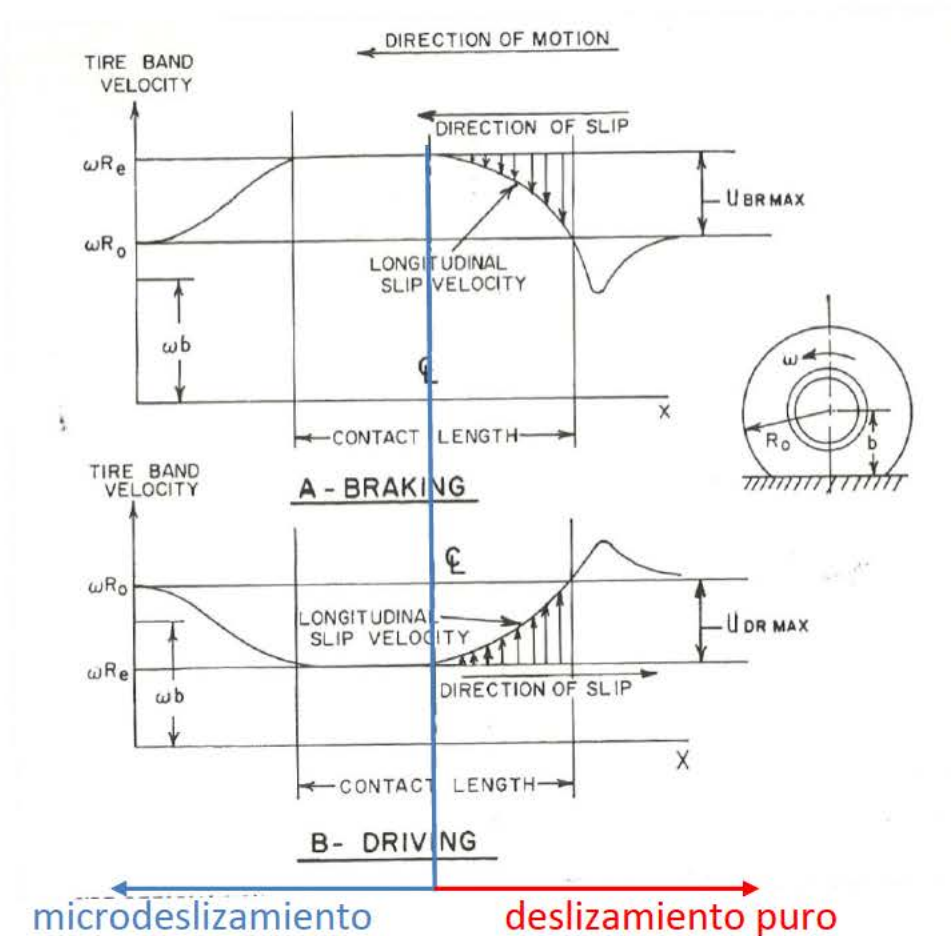 DIRECTION OF MOTION
TIRE BAND
VELOCITY
DIRECTION OF SLIP
ωRe
U BR MAX
ωRo
LONGITUDINAL
SLIP VELOCITY
ωb
℄
X
CONTACT LENGTH
ω
Ro
b
A - BRAKING
TIRE BAND
VELOCITY
℄
ωRo
LONGITUDINAL
SLIP VELOCITY
U DR MAX
ωRe
DIRECTION OF SLIP
ωb
X
CONTACT LENGTH
B- DRIVING
microdeslizamiento
deslizamiento puro